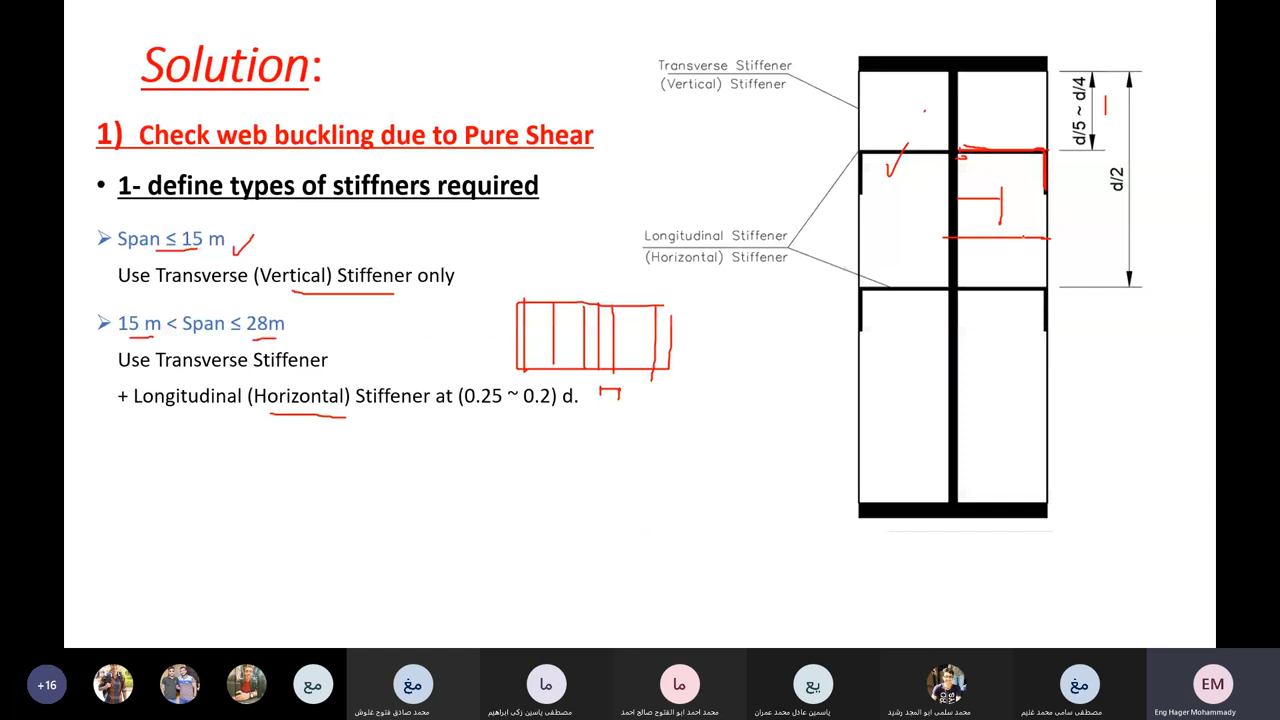 Solution:
1) Check web buckling due to Pure Shear
• 1- define types of stiffners required
➢ Span ≤ 15 m
Use Transverse (Vertical) Stiffener only
➢ 15 m < Span ≤ 28m
Use Transverse Stiffener
+ Longitudinal (Horizontal) Stiffener at (0.25 ~ 0.2) d.
Transverse Stiffener
(Vertical) Stiffener
Longitudinal Stiffener
(Horizontal) Stiffener
d/5 ~ d/4
d/2
+16
مع
مغ
محمد صادق فتوح غلوش
ما
مصطفى ياسين زكى ابراهيم
ما
محمد احمد ابو الفتوح صالح احمد
يع
ياسمين عادل محمد عمران
محمد سلمى ابو المجد رشيد
مغ
مصطفى سامى محمد غنيم
EM
Eng Hager Mohammady